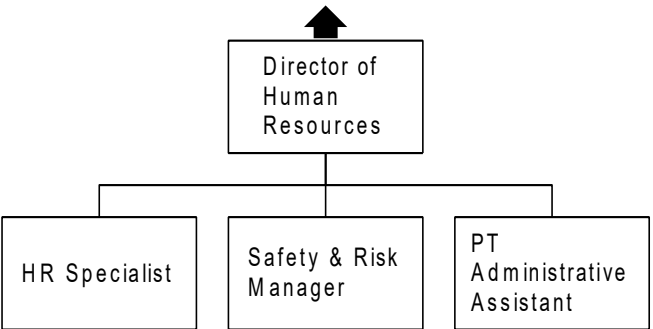 Director of
Human
Resources
HR Specialist
Safety & Risk
Manager
PT
Administrative
Assistant